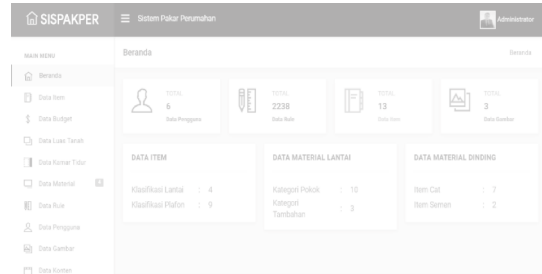 SISPAKPER
Sistem Pakar Perumahan
Administrator
MAIN MENU
Beranda
Data Item
Data Budget
Data Luas Tanah
Data Kamar Tidur
Data Material
Data Rule
Data Pengguna
Data Gambar
Data Konten
Beranda
Beranda
TOTAL
6
Data Pengguna
TOTAL
2238
Data Rule
TOTAL
13
Data Item
TOTAL
3
Data Gambar
DATA ITEM
Klasifikasi Lantai : 4
Klasifikasi Plafon : 9
DATA MATERIAL LANTAI
Kategori Pokok : 10
Kategori
Tambahan : 3
DATA MATERIAL DINDING
Item Cat : 7
Item Semen : 2